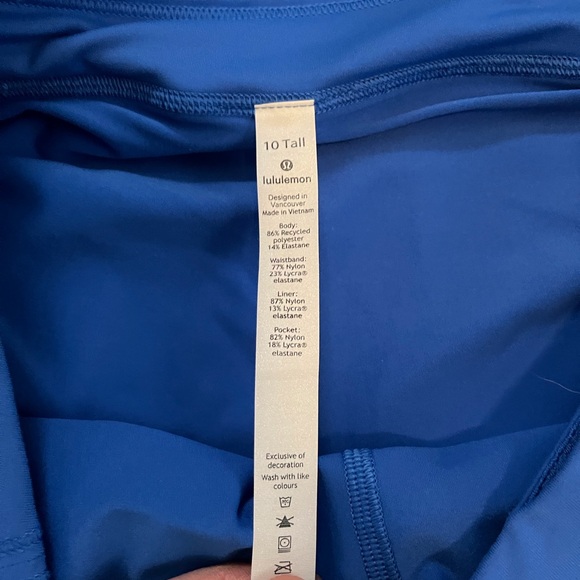 10 Tall
lululemon
Designed in
Vancouver
Made in Vietnam
Body:
86% Recycled
polyester
14% Elastane
Waistband:
77% Nylon
23% Lycra®
elastane
Liner:
87% Nylon
13% Lycra®
elastane
Pocket:
82% Nylon
18% Lycra®
elastane
Exclusive of
decoration
Wash with like
colours